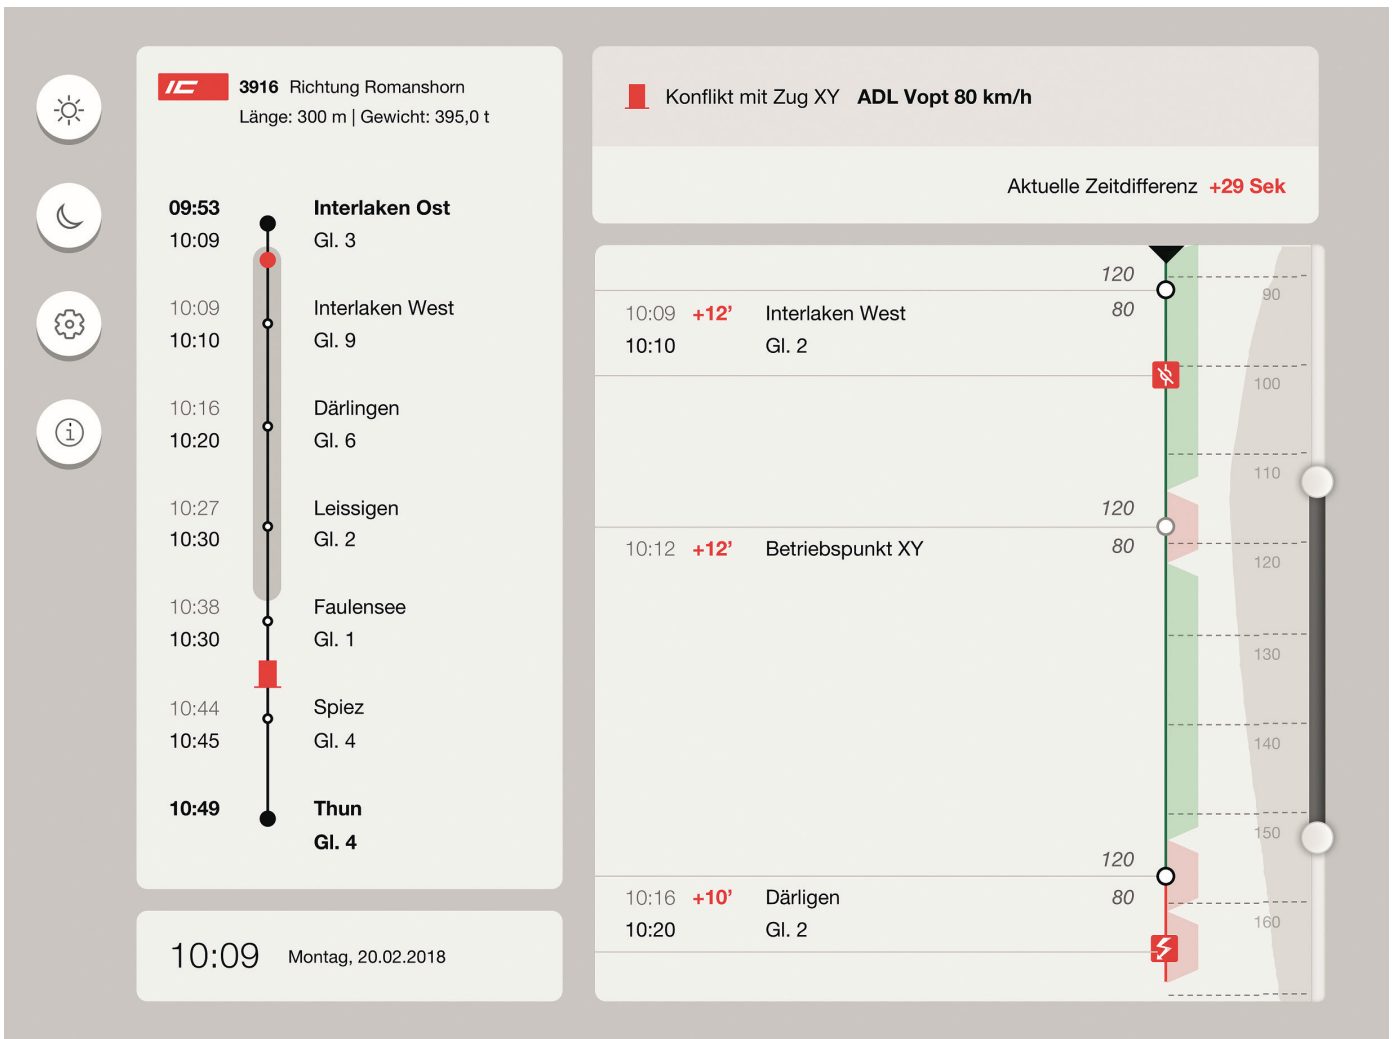 IC 3916 Richtung Romanshorn
Länge: 300 m | Gewicht: 395,0 t
09:53 Interlaken Ost
10:09 Gl. 3
10:09 Interlaken West
10:10 Gl. 9
10:16 Därlingen
10:20 Gl. 6
10:27 Leissigen
10:30 Gl. 2
10:38 Faulensee
10:30 Gl. 1
10:44 Spiez
10:45 Gl. 4
10:49 Thun
Gl. 4
10:09 Montag, 20.02.2018
Konflikt mit Zug XY ADL Vopt 80 km/h
Aktuelle Zeitdifferenz +29 Sek
120
90
10:09 +12’ Interlaken West 80
10:10 Gl. 2
100
110
120
10:12 +12’ Betriebspunkt XY 80
120
130
140
150
120
10:16 +10’ Därligen 80
10:20 Gl. 2
160